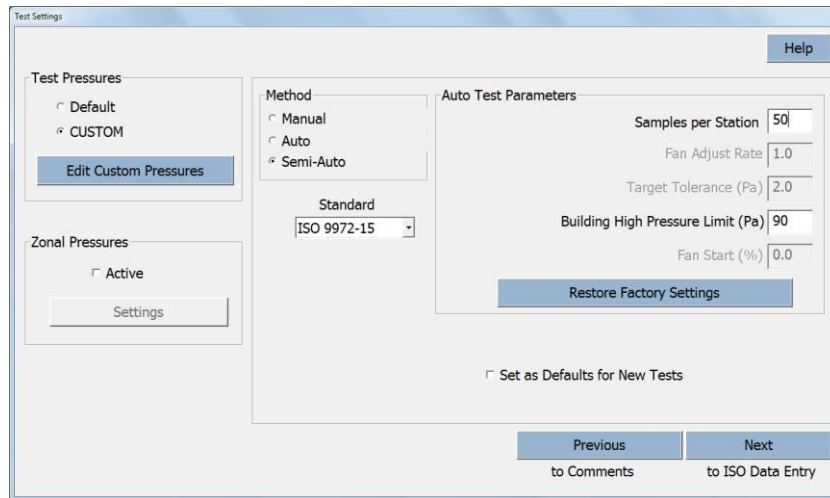 Test Settings
Help
Test Pressures
Default
CUSTOM
Edit Custom Pressures
Zonal Pressures
Active
Settings
Method
Manual
Auto
Semi-Auto
Standard
ISO 9972-15
Auto Test Parameters
Samples per Station 50
Fan Adjust Rate 1.0
Target Tolerance (Pa) 2.0
Building High Pressure Limit (Pa) 90
Fan Start (%) 0.0
Restore Factory Settings
Set as Defaults for New Tests
Previous
to Comments
Next
to ISO Data Entry